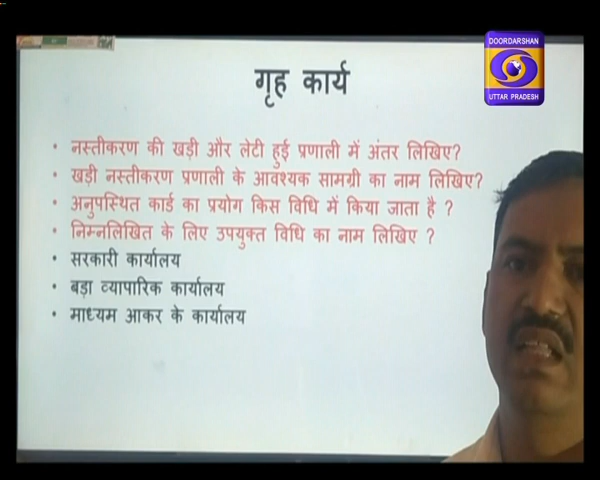 DOORDARSHAN
UTTAR PRADESH
गृह कार्य
• नस्तीकरण की खड़ी और लेटी हुई प्रणाली में अंतर लिखिए?
• खड़ी नस्तीकरण प्रणाली के आवश्यक सामग्री का नाम लिखिए?
• अनुपस्थित कार्ड का प्रयोग किस विधि में किया जाता है ?
• निम्नलिखित के लिए उपयुक्त विधि का नाम लिखिए ?
• सरकारी कार्यालय
• बड़ा व्यापारिक कार्यालय
• माध्यम आकर के कार्यालय